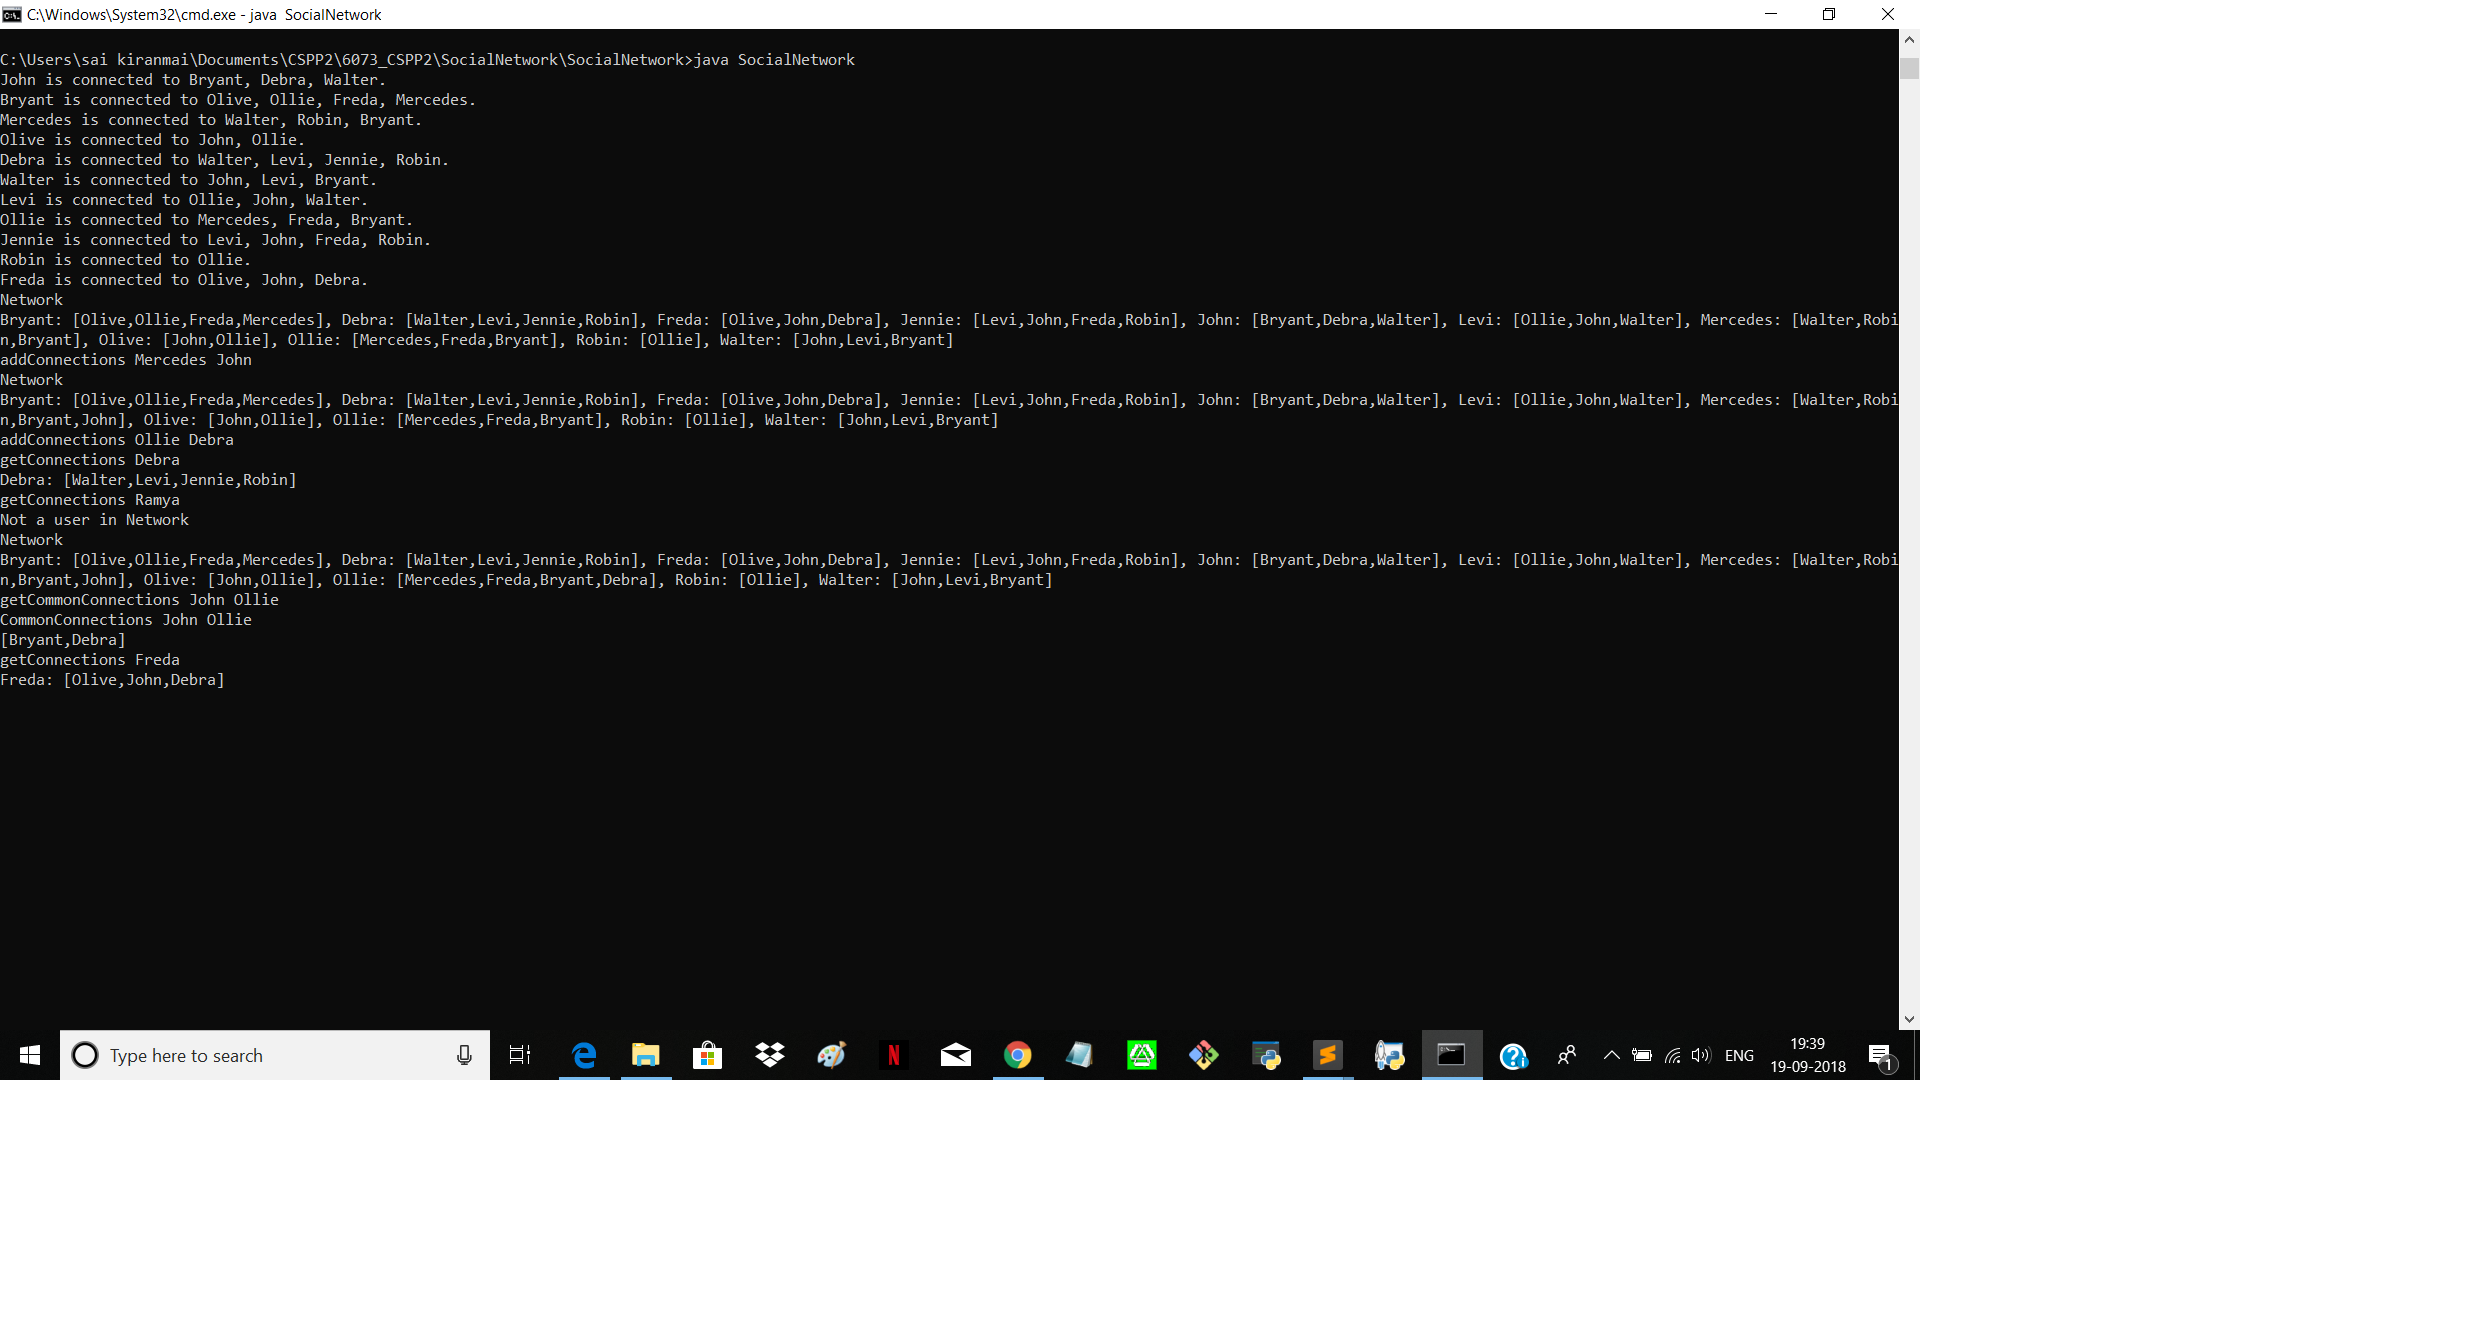 C:\Windows\System32\cmd.exe - java  SocialNetwork
C:\Users\sai kiranmai\Documents\CSPP2\6073_CSPP2\SocialNetwork\SocialNetwork>java SocialNetwork
John is connected to Bryant, Debra, Walter.
Bryant is connected to Olive, Ollie, Freda, Mercedes.
Mercedes is connected to Walter, Robin, Bryant.
Olive is connected to John, Ollie.
Debra is connected to Walter, Levi, Jennie, Robin.
Walter is connected to John, Levi, Bryant.
Levi is connected to Ollie, John, Walter.
Ollie is connected to Mercedes, Freda, Bryant.
Jennie is connected to Levi, John, Freda, Robin.
Robin is connected to Ollie.
Freda is connected to Olive, John, Debra.
Network
Bryant: [Olive,Ollie,Freda,Mercedes], Debra: [Walter,Levi,Jennie,Robin], Freda: [Olive,John,Debra], Jennie: [Levi,John,Freda,Robin], John: [Bryant,Debra,Walter], Levi: [Ollie,John,Walter], Mercedes: [Walter,Robi
n,Bryant], Olive: [John,Ollie], Ollie: [Mercedes,Freda,Bryant], Robin: [Ollie], Walter: [John,Levi,Bryant]
addConnections Mercedes John
Network
Bryant: [Olive,Ollie,Freda,Mercedes], Debra: [Walter,Levi,Jennie,Robin], Freda: [Olive,John,Debra], Jennie: [Levi,John,Freda,Robin], John: [Bryant,Debra,Walter], Levi: [Ollie,John,Walter], Mercedes: [Walter,Robi
n,Bryant,John], Olive: [John,Ollie], Ollie: [Mercedes,Freda,Bryant], Robin: [Ollie], Walter: [John,Levi,Bryant]
addConnections Ollie Debra
getConnections Debra
Debra: [Walter,Levi,Jennie,Robin]
getConnections Ramya
Not a user in Network
Network
Bryant: [Olive,Ollie,Freda,Mercedes], Debra: [Walter,Levi,Jennie,Robin], Freda: [Olive,John,Debra], Jennie: [Levi,John,Freda,Robin], John: [Bryant,Debra,Walter], Levi: [Ollie,John,Walter], Mercedes: [Walter,Robi
n,Bryant,John], Olive: [John,Ollie], Ollie: [Mercedes,Freda,Bryant,Debra], Robin: [Ollie], Walter: [John,Levi,Bryant]
getCommonConnections John Ollie
CommonConnections John Ollie
[Bryant,Debra]
getConnections Freda
Freda: [Olive,John,Debra]
Type here to search
ENG
19:39
19-09-2018
1